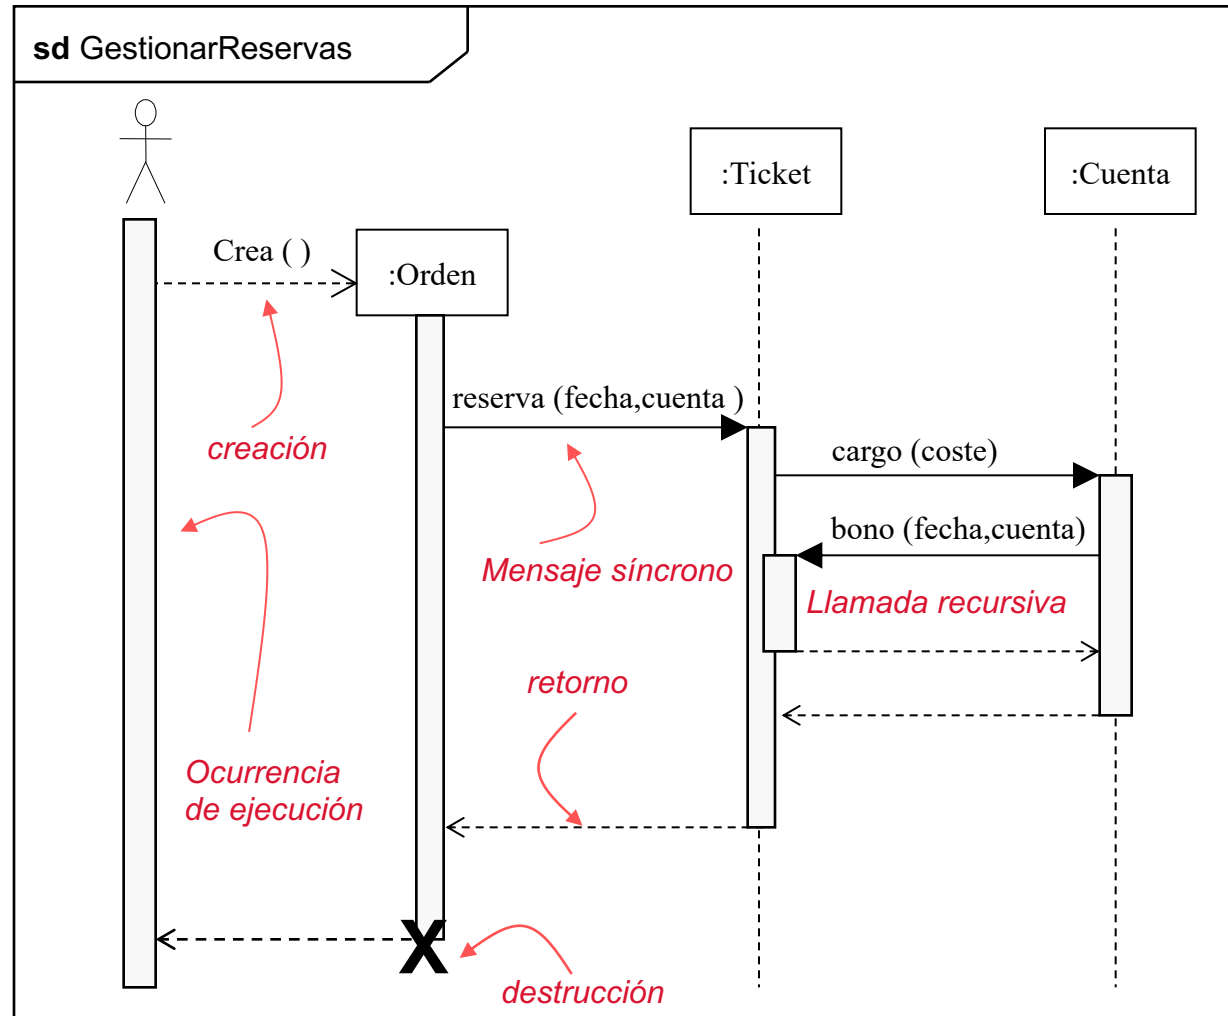 sd GestionarReservas
:Ticket
:Cuenta
Crea ( )
:Orden
reserva (fecha,cuenta )
creación
cargo (coste)
bono (fecha,cuenta)
Mensaje síncrono
Llamada recursiva
retorno
Ocurrencia
de ejecución
X
destrucción